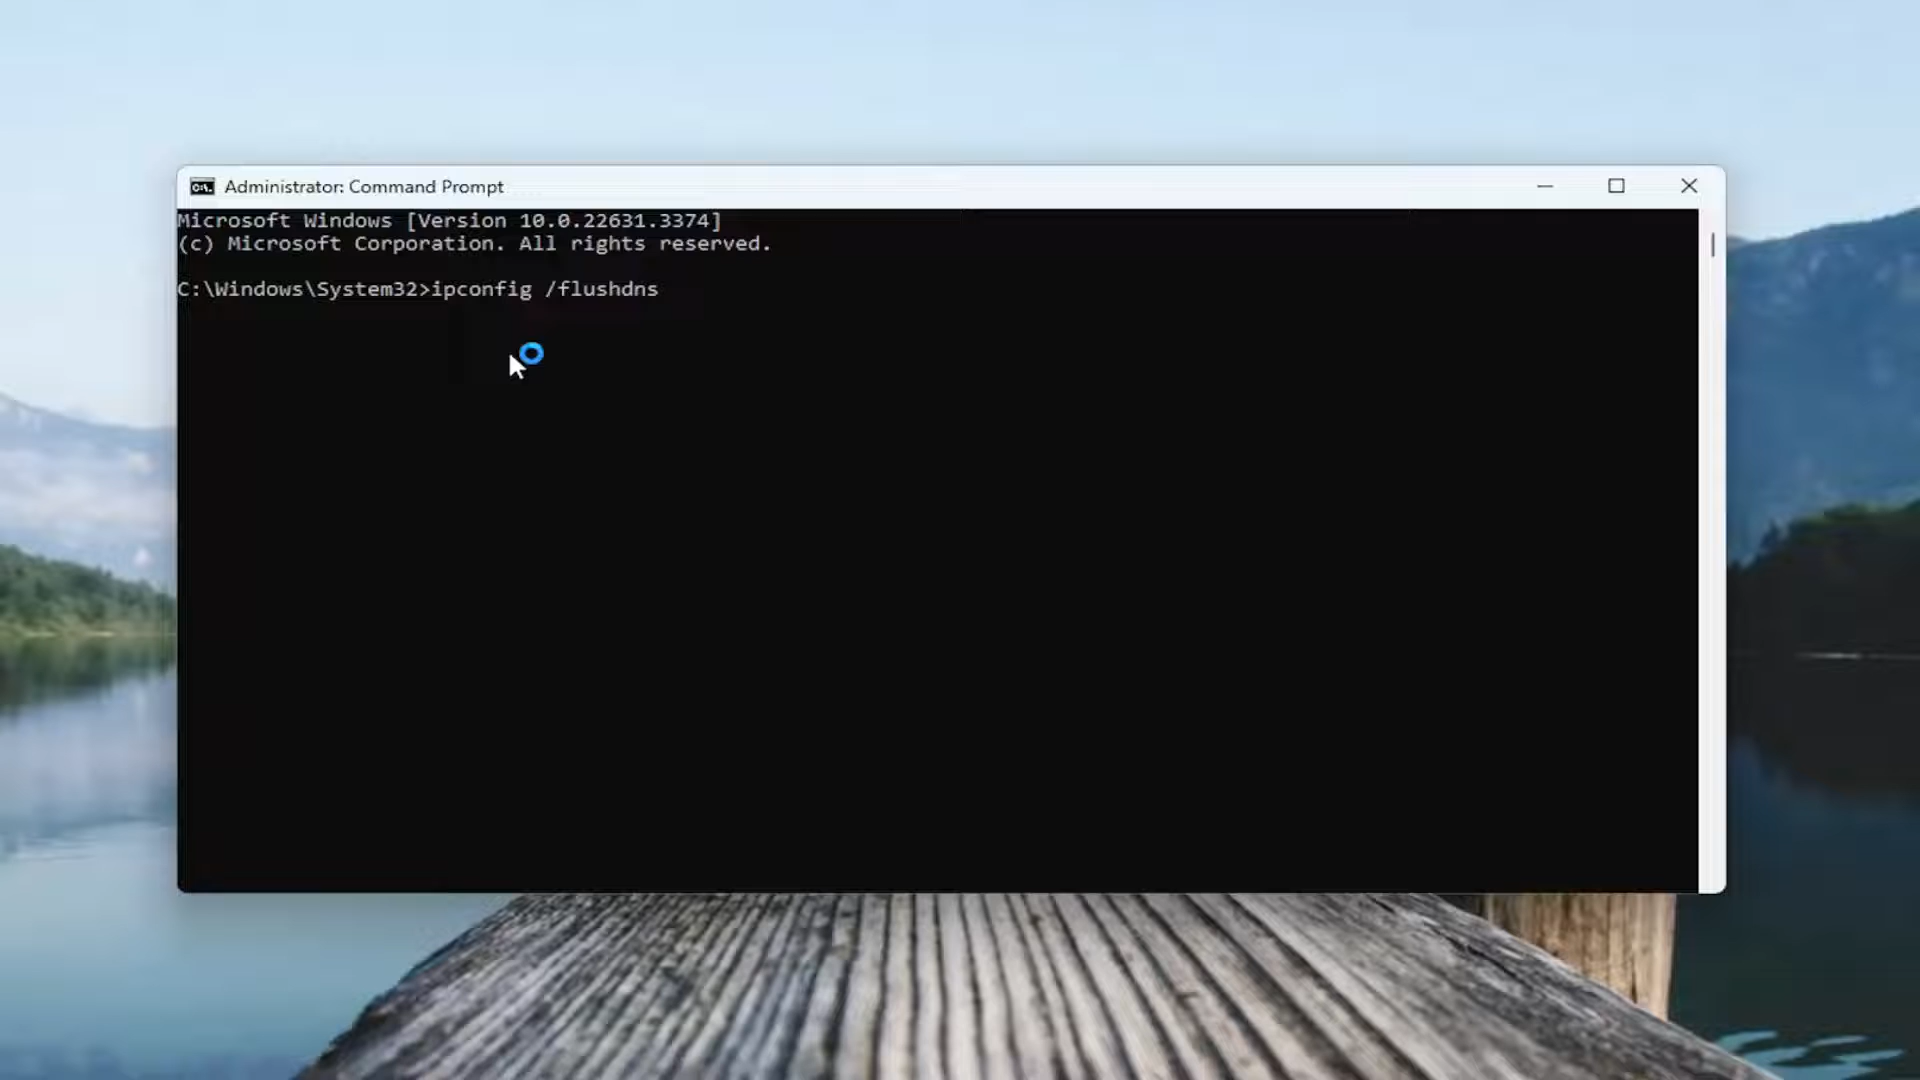 Administrator: Command Prompt
Microsoft Windows [Version 10.0.22631.3374]
(c) Microsoft Corporation. All rights reserved.
C:\Windows\System32>ipconfig /flushdns